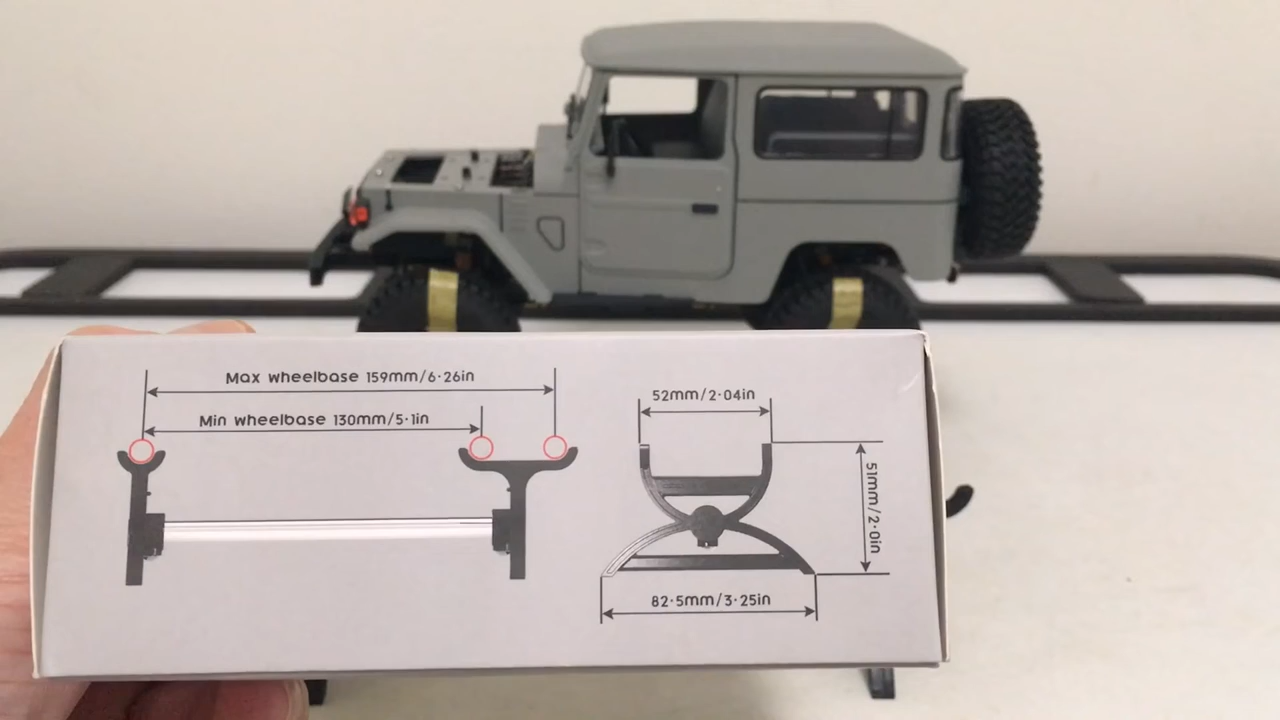 Max wheelbase 159mm/6·26in
Min wheelbase 130mm/5·1in
52mm/2·04in
51mm/2·0in
82·5mm/3·25in